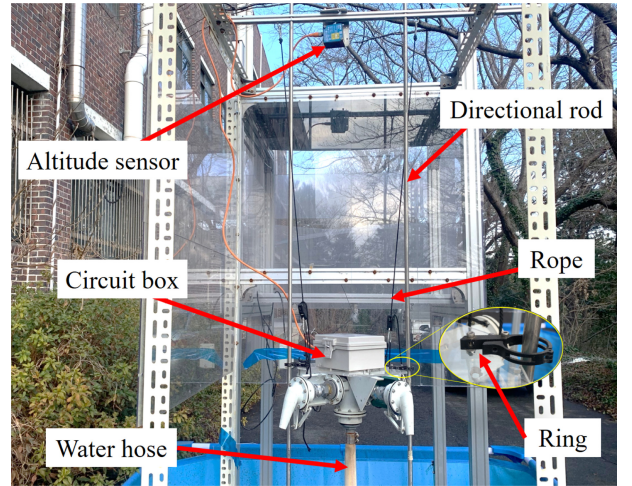 Directional rod
Altitude sensor
Rope
Circuit box
Ring
Water hose